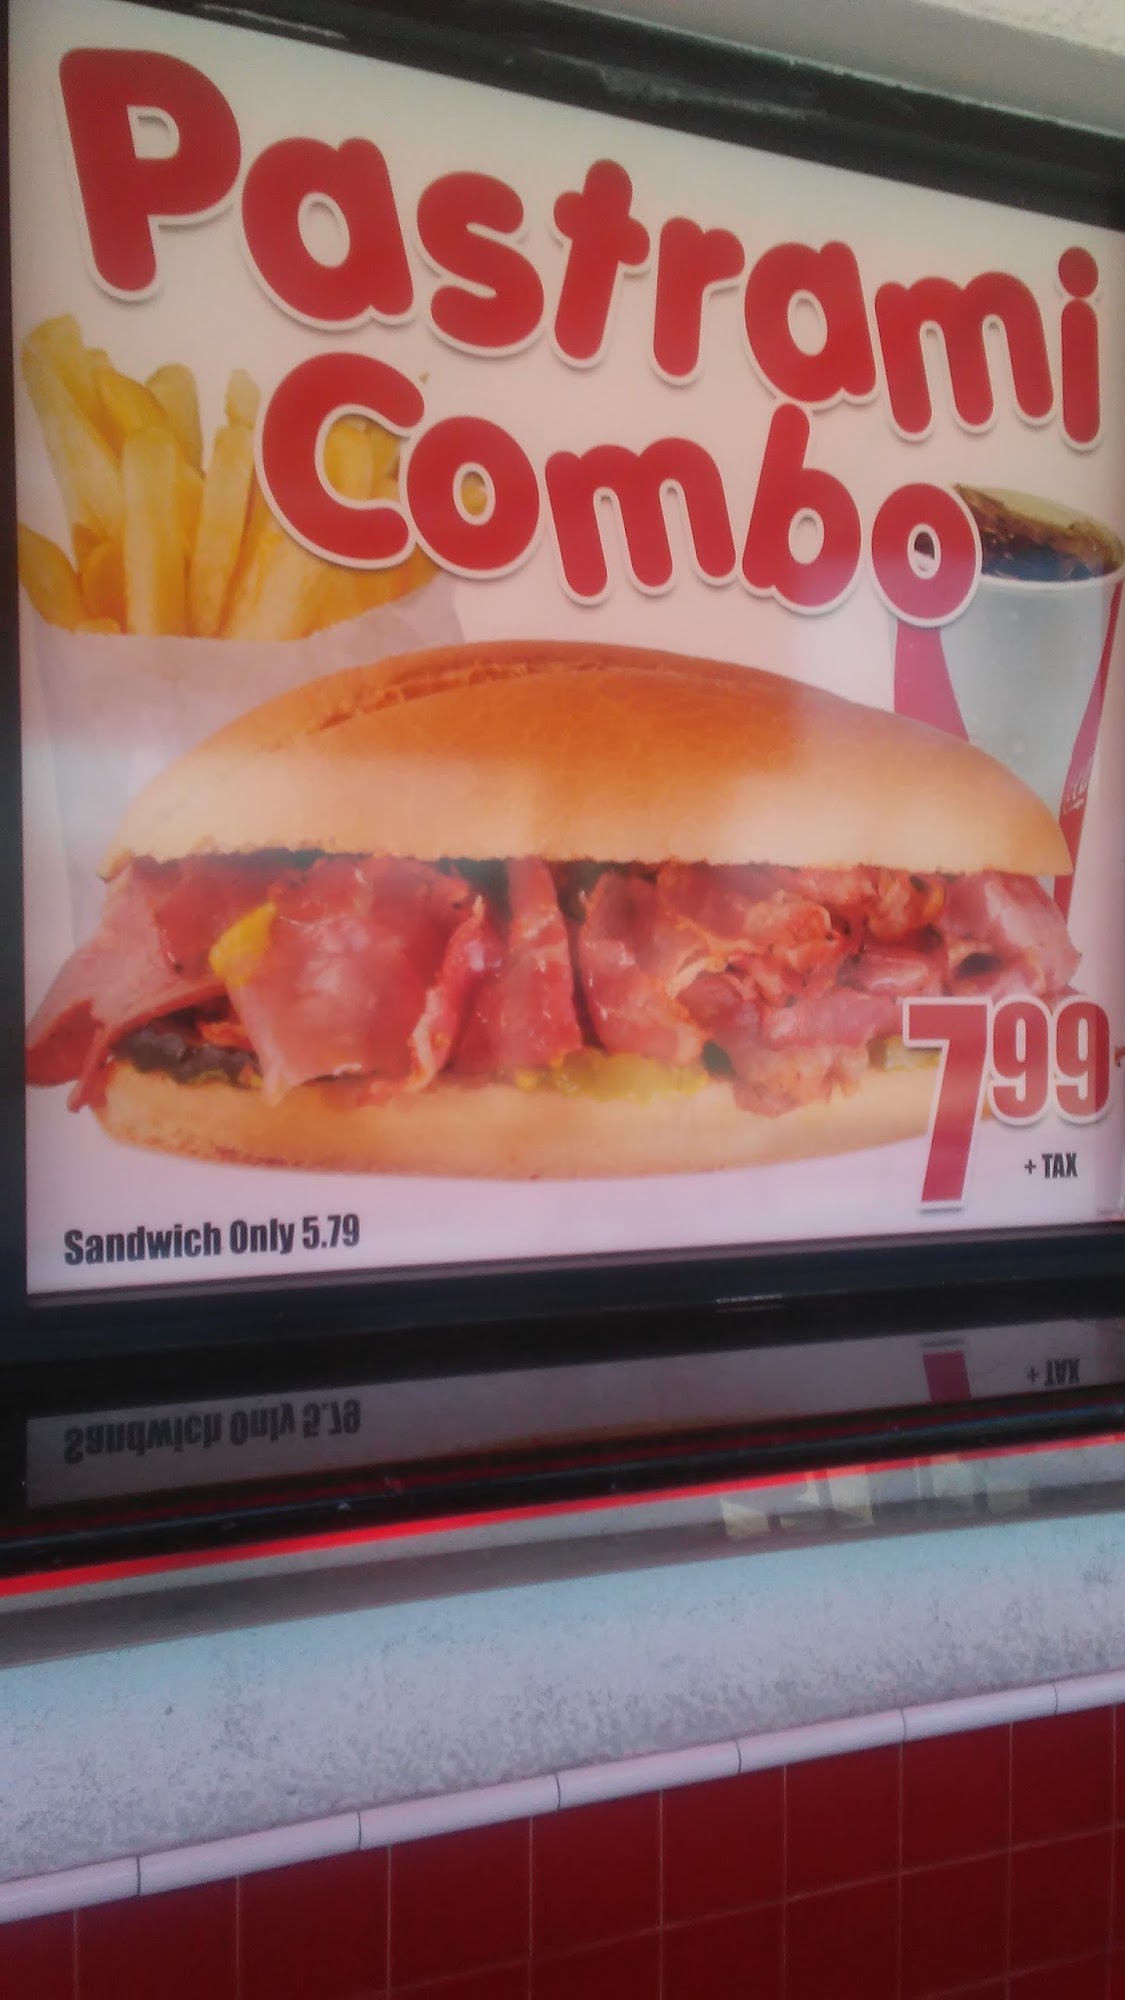 Pastrami
Combo
799
+ TAX
Sandwich Only 5.79